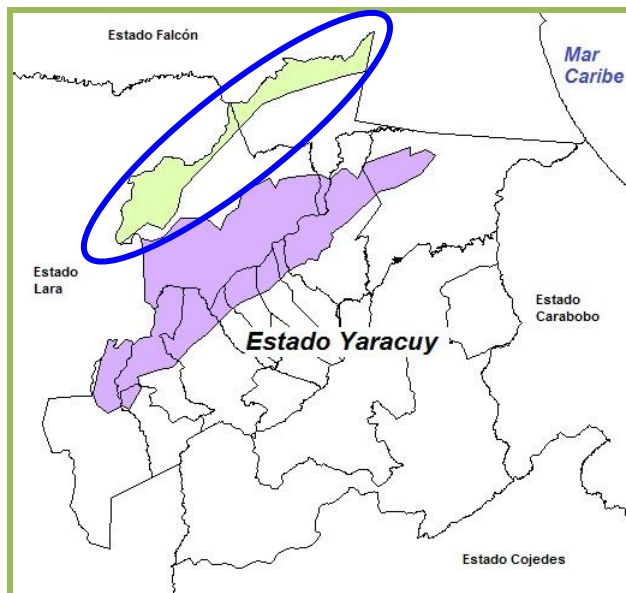 Estado Falcón
Mar
Caribe
Estado
Lara
Estado
Carabobo
Estado Yaracuy
Estado Cojedes